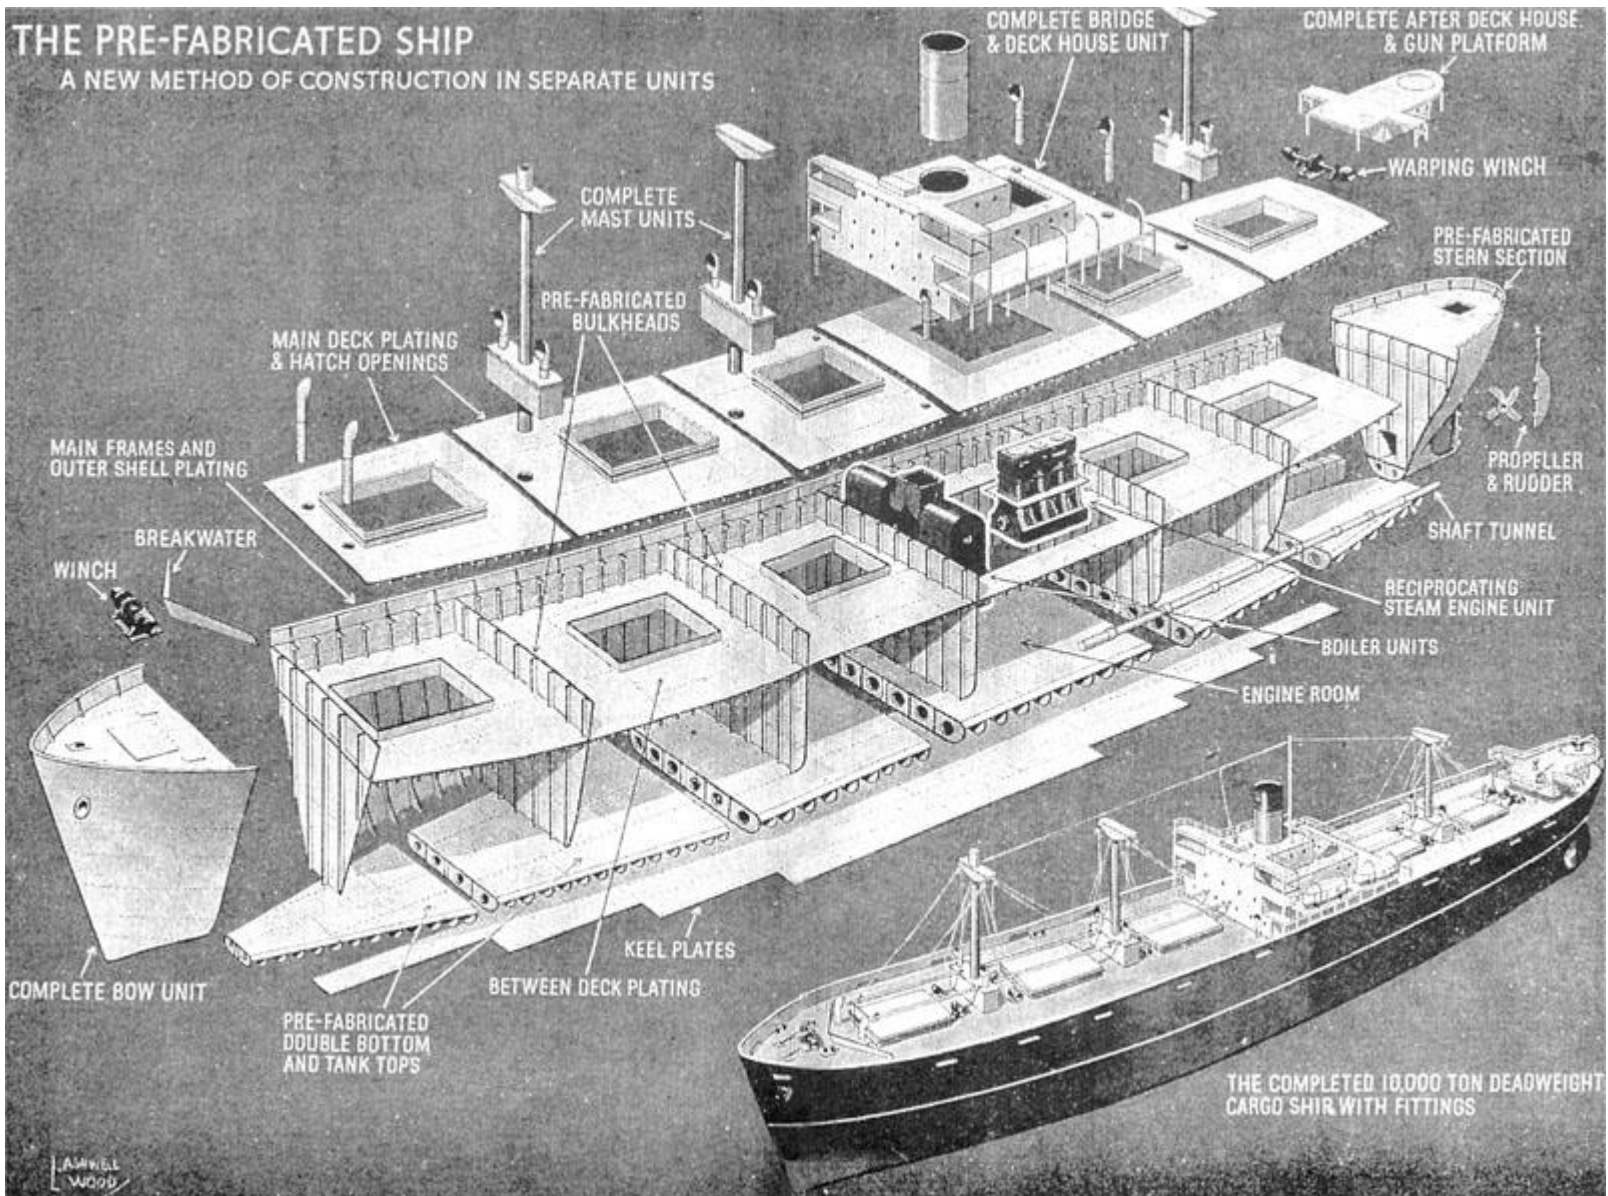 THE PRE-FABRICATED SHIP
A NEW METHOD OF CONSTRUCTION IN SEPARATE UNITS
COMPLETE BRIDGE
& DECK HOUSE UNIT
COMPLETE AFTER DECK HOUSE
& GUN PLATFORM
WARPING WINCH
COMPLETE
MAST UNITS
PRE-FABRICATED
STERN SECTION
PRE-FABRICATED
BULKHEADS
MAIN DECK PLATING
& HATCH OPENINGS
MAIN FRAMES AND
OUTER SHELL PLATING
PROPELLER
& RUDDER
BREAKWATER
SHAFT TUNNEL
WINCH
RECIPROCATING
STEAM ENGINE UNIT
BOILER UNITS
ENGINE ROOM
KEEL PLATES
BETWEEN DECK PLATING
COMPLETE BOW UNIT
PRE-FABRICATED
DOUBLE BOTTOM
AND TANK TOPS
THE COMPLETED 10,000 TON DEADWEIGHT
CARGO SHIP WITH FITTINGS
L.ASHWELL
WOOD